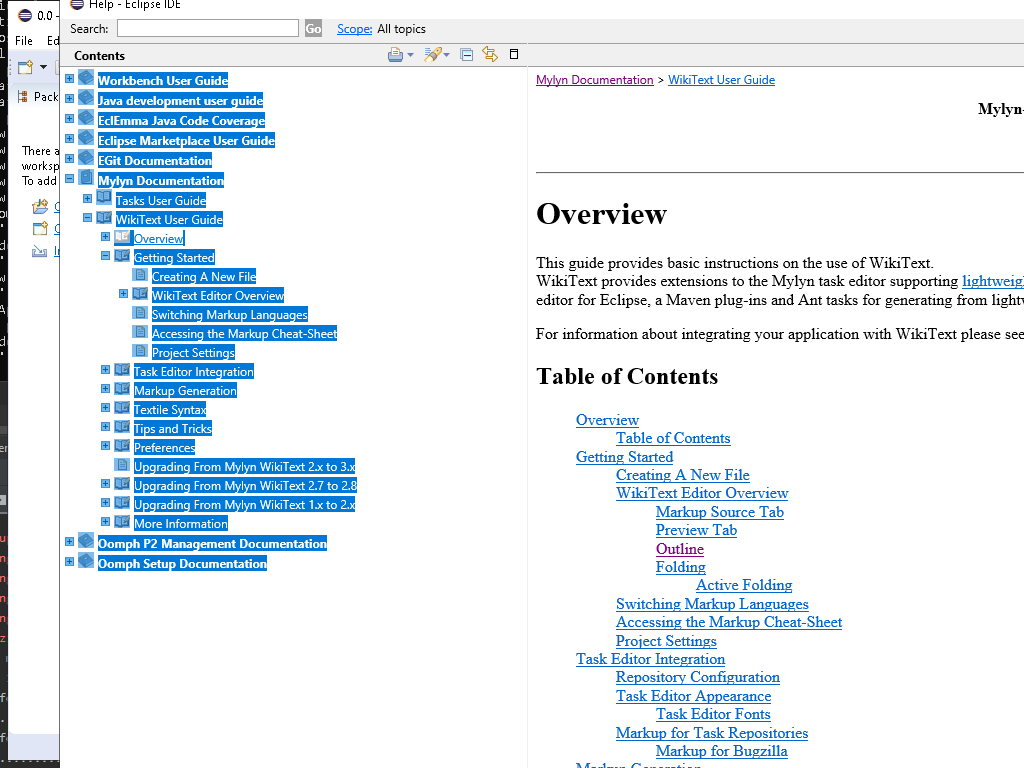 Help - Eclipse IDE
0.0 -
Search:
Go
Scope: All topics
File Ed
Contents
Pack
There a
worksp
To add
Workbench User Guide
Java development user guide
EclEmma Java Code Coverage
Eclipse Marketplace User Guide
EGit Documentation
Mylyn Documentation
Tasks User Guide
WikiText User Guide
Overview
Getting Started
Creating A New File
WikiText Editor Overview
Switching Markup Languages
Accessing the Markup Cheat-Sheet
Project Settings
Task Editor Integration
Markup Generation
Textile Syntax
Tips and Tricks
Preferences
Upgrading From Mylyn WikiText 2.x to 3.x
Upgrading From Mylyn WikiText 2.7 to 2.8
Upgrading From Mylyn WikiText 1.x to 2.x
More Information
Oomph P2 Management Documentation
Oomph Setup Documentation
Mylyn Documentation > WikiText User Guide
Mylyn-
Overview
This guide provides basic instructions on the use of WikiText.
WikiText provides extensions to the Mylyn task editor supporting lightweig
editor for Eclipse, a Maven plug-ins and Ant tasks for generating from lightw
For information about integrating your application with WikiText please see
Table of Contents
Overview
Table of Contents
Getting Started
Creating A New File
WikiText Editor Overview
Markup Source Tab
Preview Tab
Outline
Folding
Active Folding
Switching Markup Languages
Accessing the Markup Cheat-Sheet
Project Settings
Task Editor Integration
Repository Configuration
Task Editor Appearance
Task Editor Fonts
Markup for Task Repositories
Markup for Bugzilla
Markup Generation